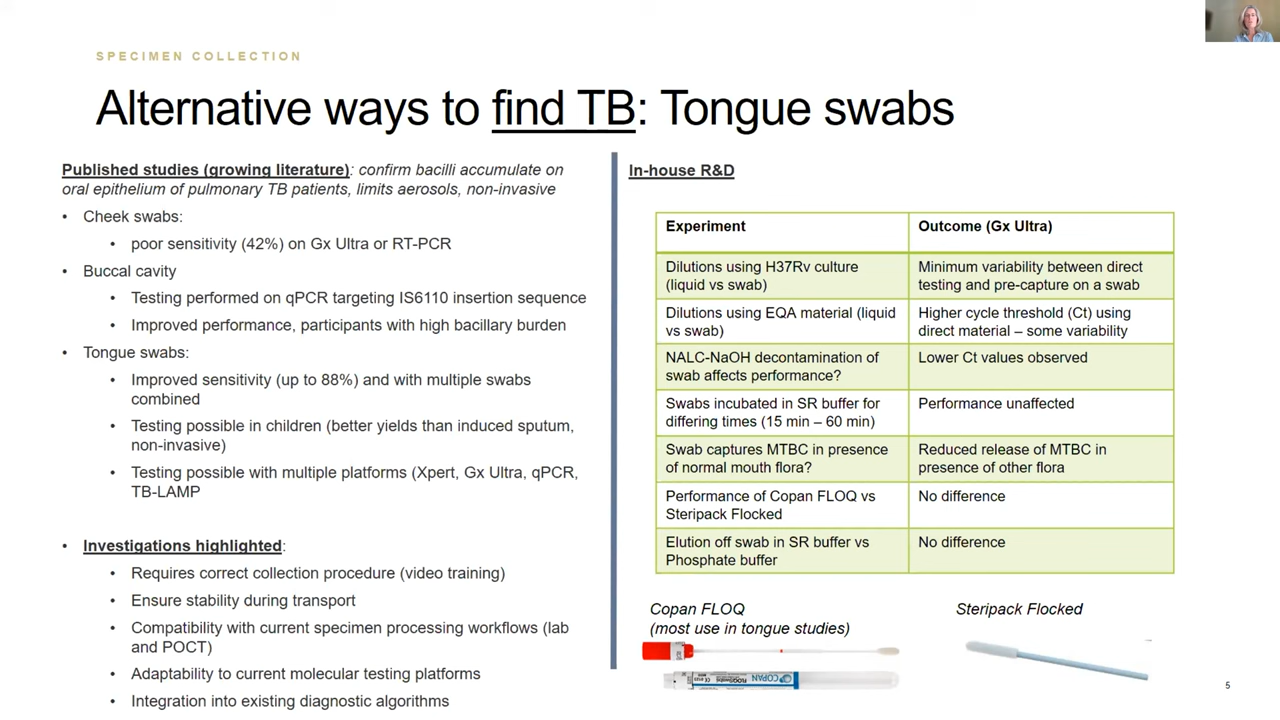 SPECIMEN COLLECTION
Alternative ways to find TB: Tongue swabs
Published studies (growing literature): confirm bacilli accumulate on
oral epithelium of pulmonary TB patients, limits aerosols, non-invasive
• Cheek swabs:
• poor sensitivity (42%) on Gx Ultra or RT-PCR
• Buccal cavity
• Testing performed on qPCR targeting IS6110 insertion sequence
• Improved performance, participants with high bacillary burden
• Tongue swabs:
• Improved sensitivity (up to 88%) and with multiple swabs
combined
• Testing possible in children (better yields than induced sputum,
non-invasive)
• Testing possible with multiple platforms (Xpert, Gx Ultra, qPCR,
TB-LAMP
• Investigations highlighted:
• Requires correct collection procedure (video training)
• Ensure stability during transport
• Compatibility with current specimen processing workflows (lab
and POCT)
• Adaptability to current molecular testing platforms
• Integration into existing diagnostic algorithms
In-house R&D
Experiment
Outcome (Gx Ultra)
Dilutions using H37Rv culture
(liquid vs swab)
Minimum variability between direct
testing and pre-capture on a swab
Dilutions using EQA material (liquid
vs swab)
Higher cycle threshold (Ct) using
direct material – some variability
NALC-NaOH decontamination of
swab affects performance?
Lower Ct values observed
Swabs incubated in SR buffer for
differing times (15 min – 60 min)
Performance unaffected
Swab captures MTBC in presence
of normal mouth flora?
Reduced release of MTBC in
presence of other flora
Performance of Copan FLOQ vs
Steripack Flocked
No difference
Elution off swab in SR buffer vs
Phosphate buffer
No difference
Copan FLOQ
(most use in tongue studies)
Steripack Flocked
COPAN
5